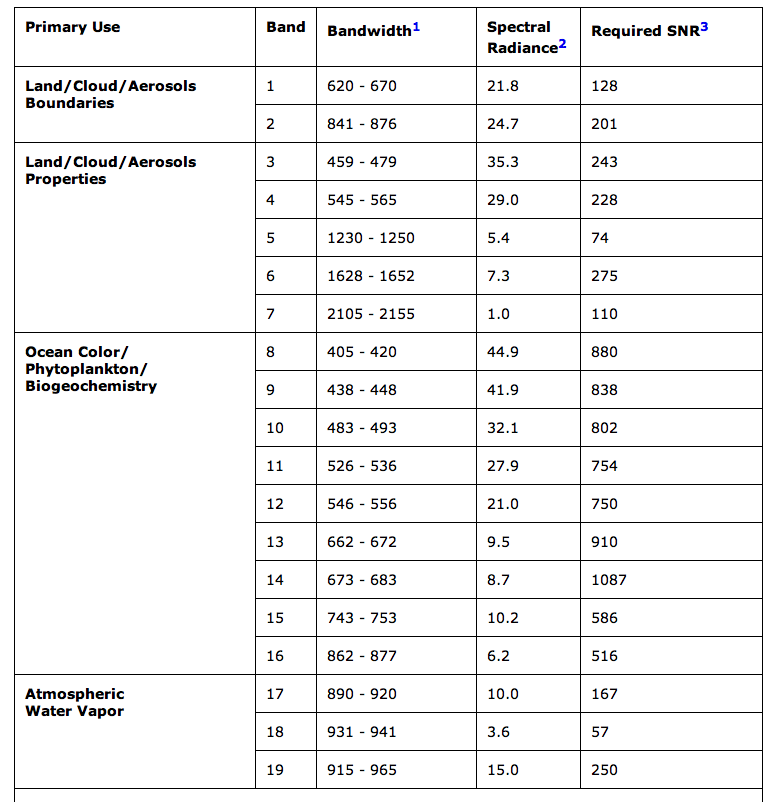 Primary Use Band Bandwidth1 Spectral Radiance2 Required SNR3
Land/Cloud/Aerosols Boundaries 1 620 - 670 21.8 128
2 841 - 876 24.7 201
Land/Cloud/Aerosols Properties 3 459 - 479 35.3 243
4 545 - 565 29.0 228
5 1230 - 1250 5.4 74
6 1628 - 1652 7.3 275
7 2105 - 2155 1.0 110
Ocean Color/ Phytoplankton/ Biogeochemistry 8 405 - 420 44.9 880
9 438 - 448 41.9 838
10 483 - 493 32.1 802
11 526 - 536 27.9 754
12 546 - 556 21.0 750
13 662 - 672 9.5 910
14 673 - 683 8.7 1087
15 743 - 753 10.2 586
16 862 - 877 6.2 516
Atmospheric Water Vapor 17 890 - 920 10.0 167
18 931 - 941 3.6 57
19 915 - 965 15.0 250